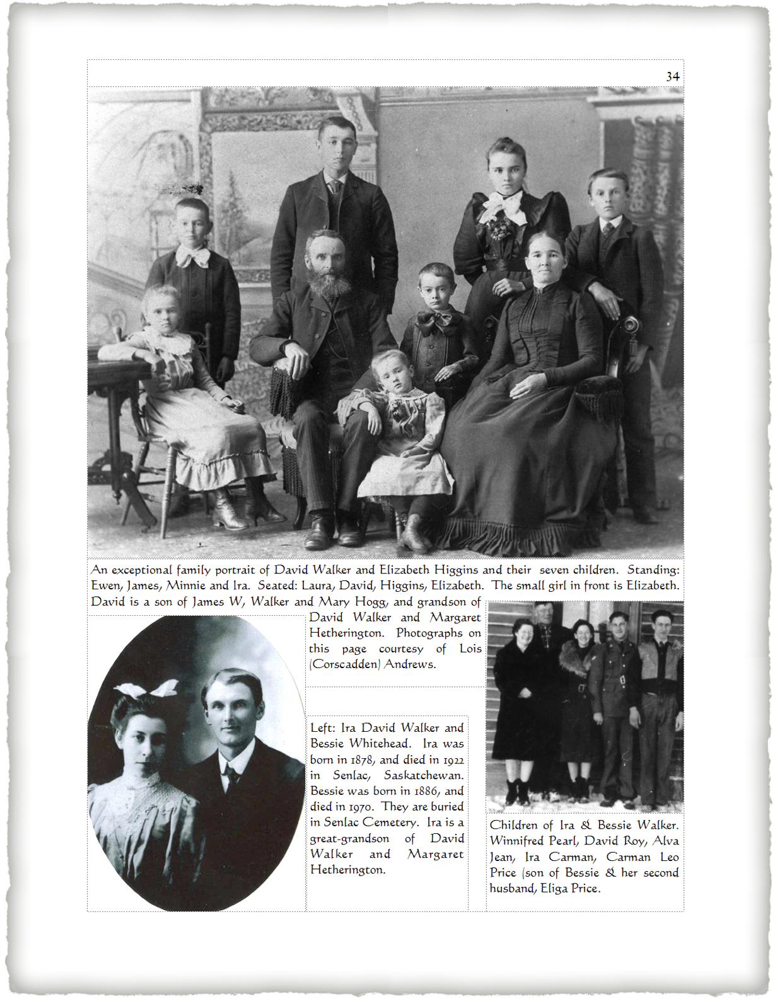 34
An exceptional family portrait of David Walker and Elizabeth Higgins and their seven children. Standing:
Ewen, James, Minnie and Ira. Seated: Laura, David, Higgins, Elizabeth. The small girl in front is Elizabeth.
David is a son of James W, Walker and Mary Hogg, and grandson of
David Walker and Margaret
Hetherington. Photographs on
this page courtesy of Lois
(Corscadden) Andrews.
Left: Ira David Walker and
Bessie Whitehead. Ira was
born in 1878, and died in 1922
in Senlac, Saskatchewan.
Bessie was born in 1886, and
died in 1970. They are buried
in Senlac Cemetery. Ira is a
great-grandson of David
Walker and Margaret
Hetherington.
Children of Ira & Bessie Walker.
Winnifred Pearl, David Roy, Alva
Jean, Ira Carman, Carman Leo
Price (son of Bessie & her second
husband, Eliga Price.